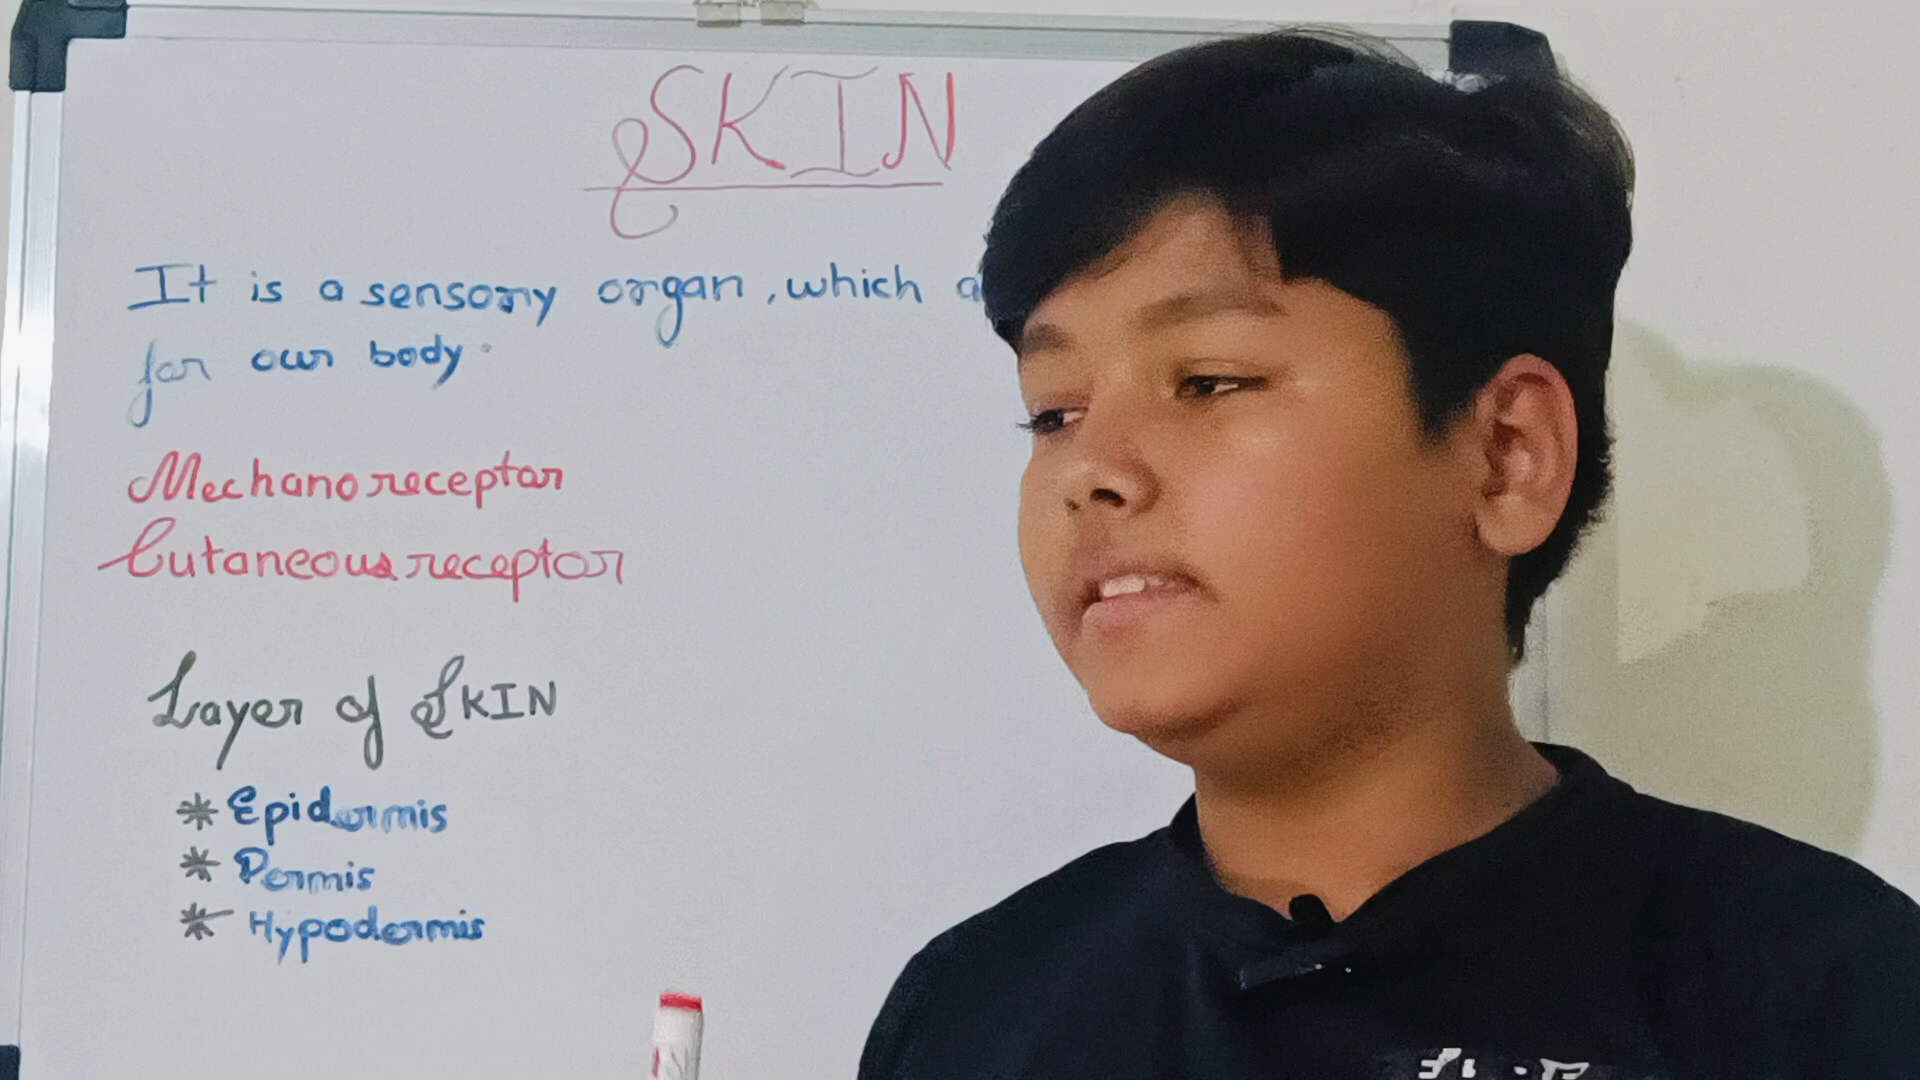 SKIN
It is a sensory organ, which
for our body.
Mechanoreceptor
Cutaneous receptor
Layer of SKIN
* Epidermis
* Dermis
* Hypodermis